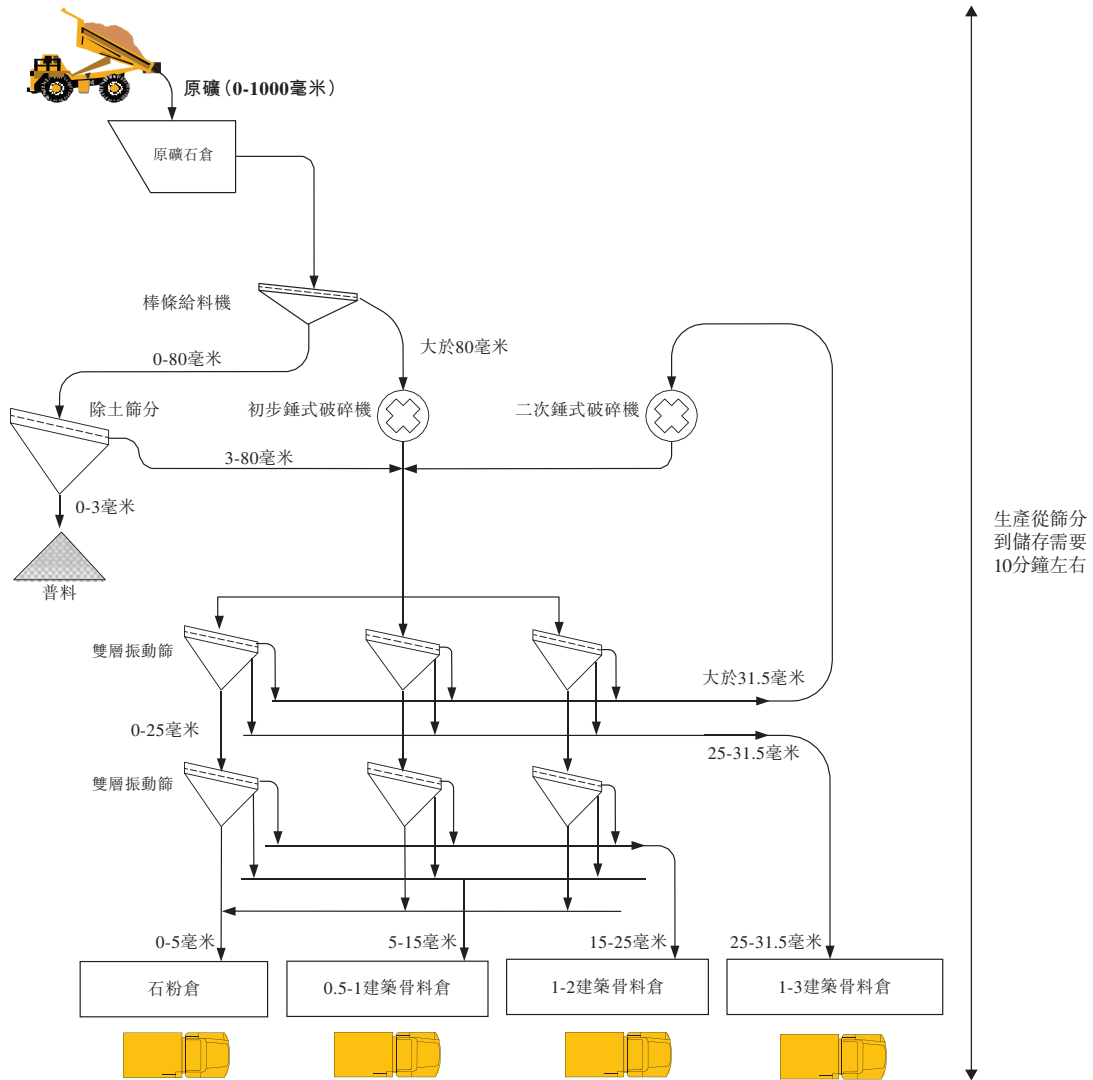 原礦（0-1000毫米）
原礦石倉
棒條給料機
大於80毫米
0-80毫米
除土篩分
初步錘式破碎機
二次錘式破碎機
3-80毫米
0-3毫米
普料
生產從篩分
到儲存需要
10分鐘左右
雙層振動篩
大於31.5毫米
0-25毫米
25-31.5毫米
雙層振動篩
0-5毫米
5-15毫米
15-25毫米
25-31.5毫米
石粉倉
0.5-1建築骨料倉
1-2建築骨料倉
1-3建築骨料倉